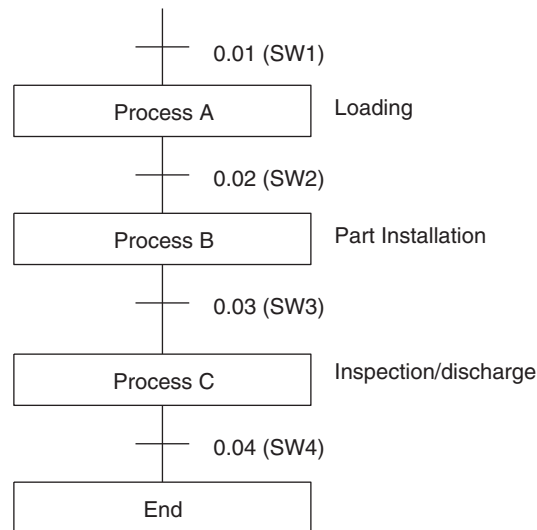 0.01 (SW1)
Process A
Loading
0.02 (SW2)
Process B
Part Installation
0.03 (SW3)
Process C
Inspection/discharge
0.04 (SW4)
End